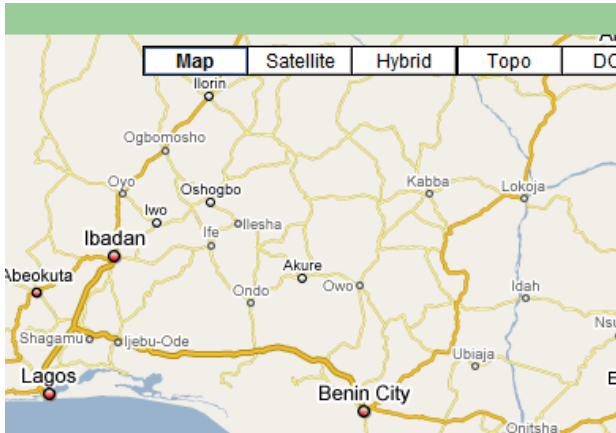 Map Satellite Hybrid Topo
Ilorin
Ogbomosho
Oyo
Oshogbo
Kabba
Lokoja
Iwo
Ilesha
Ibadan
Ife
Abeokuta
Akure
Owo
Idah
Ondo
Shagamu
Ijebu-Ode
Ubiaja
Lagos
Benin City
Onitsha